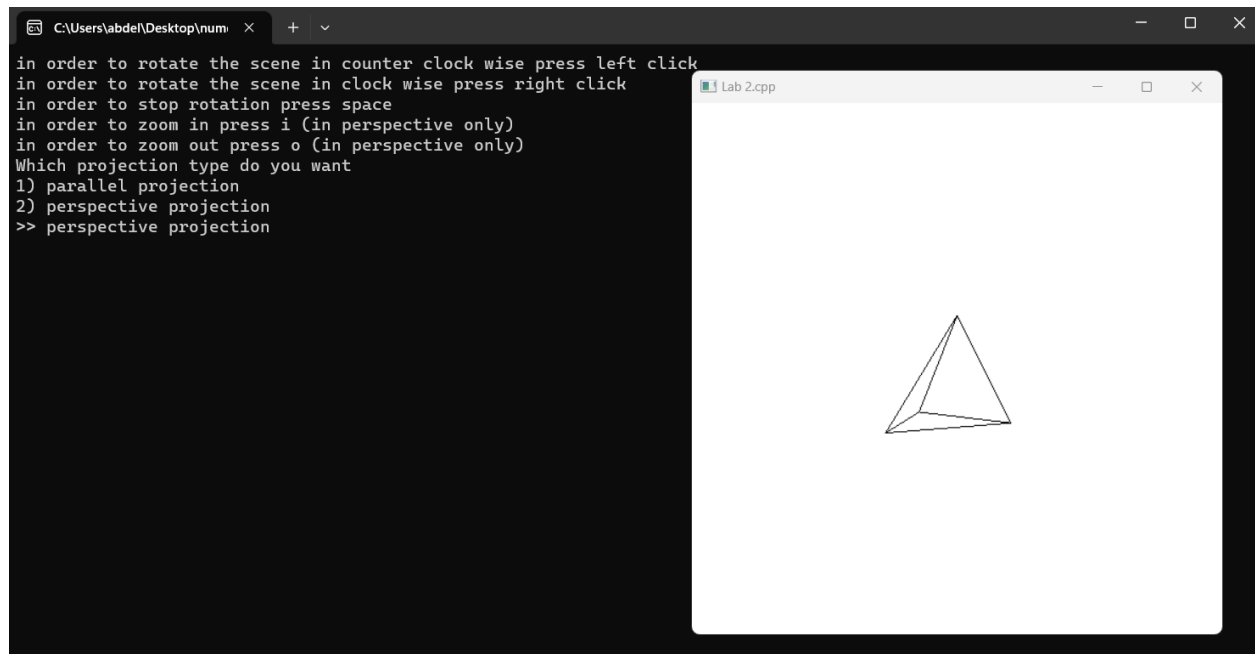 C:\Users\abdel\Desktop\num
in order to rotate the scene in counter clock wise press left click
in order to rotate the scene in clock wise press right click
in order to stop rotation press space
in order to zoom in press i (in perspective only)
in order to zoom out press o (in perspective only)
Which projection type do you want
1) parallel projection
2) perspective projection
>> perspective projection
Lab 2.cpp